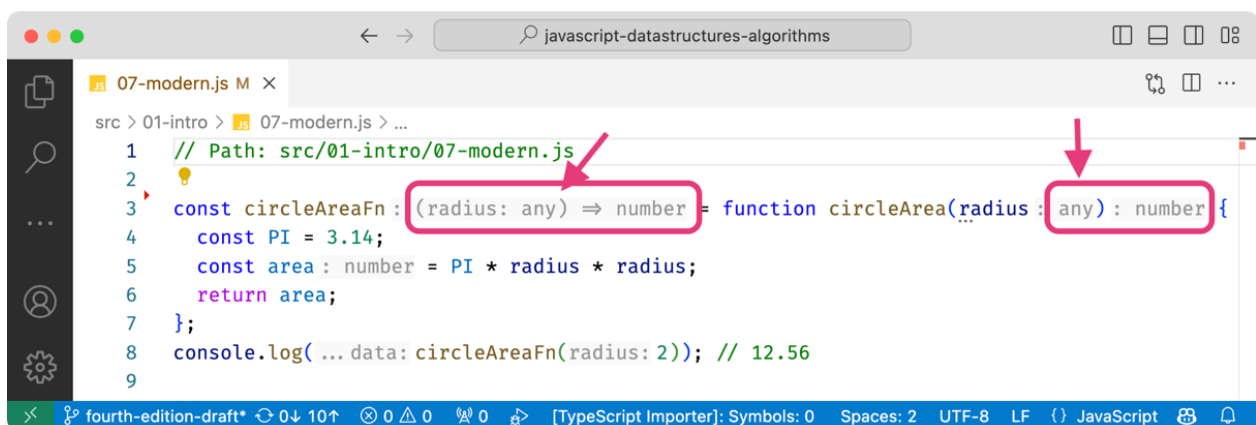 javascript-datastructures-algorithms
JS 07-modern.js M ×
src > 01-intro > JS 07-modern.js > ...
1 // Path: src/01-intro/07-modern.js
2
3 const circleAreaFn: (radius: any) ⇒ number = function circleArea(radius: any): number {
4 const PI = 3.14;
5 const area: number = PI * radius * radius;
6 return area;
7 };
8 console.log(...data: circleAreaFn(radius: 2)); // 12.56
9
fourth-edition-draft* 0↓ 10↑ 0 0 0 [TypeScript Importer]: Symbols: 0 Spaces: 2 UTF-8 LF {} JavaScript